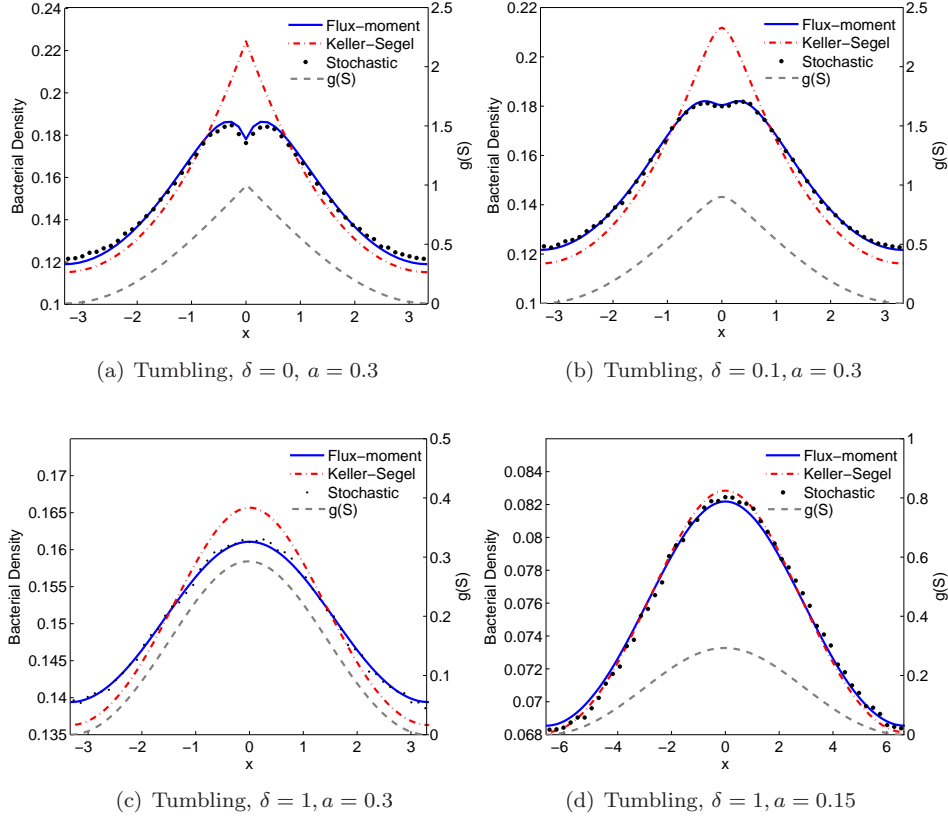 0.24
0.22
0.2
0.18
0.16
0.14
0.12
0.1
Bacterial Density
−3 −2 −1 0 1 2 3
x
2.5
2
1.5
1
0.5
0
g(S)
Flux−moment
Keller−Segel
Stochastic
g(S)
(a) Tumbling, δ = 0, a = 0.3
0.22
0.2
0.18
0.16
0.14
0.12
0.1
Bacterial Density
−3 −2 −1 0 1 2 3
x
2.5
2
1.5
1
0.5
0
g(S)
Flux−moment
Keller−Segel
Stochastic
g(S)
(b) Tumbling, δ = 0.1, a = 0.3
0.17
0.165
0.16
0.155
0.15
0.145
0.14
0.135
Bacterial Density
−3 −2 −1 0 1 2 3
x
0.5
0.4
0.3
0.2
0.1
0
g(S)
Flux−moment
Keller−Segel
Stochastic
g(S)
(c) Tumbling, δ = 1, a = 0.3
0.084
0.082
0.08
0.078
0.076
0.074
0.072
0.07
0.068
Bacterial Density
−6 −4 −2 0 2 4 6
x
1
0.8
0.6
0.4
0.2
0
g(S)
Flux−moment
Keller−Segel
Stochastic
g(S)
(d) Tumbling, δ = 1, a = 0.15